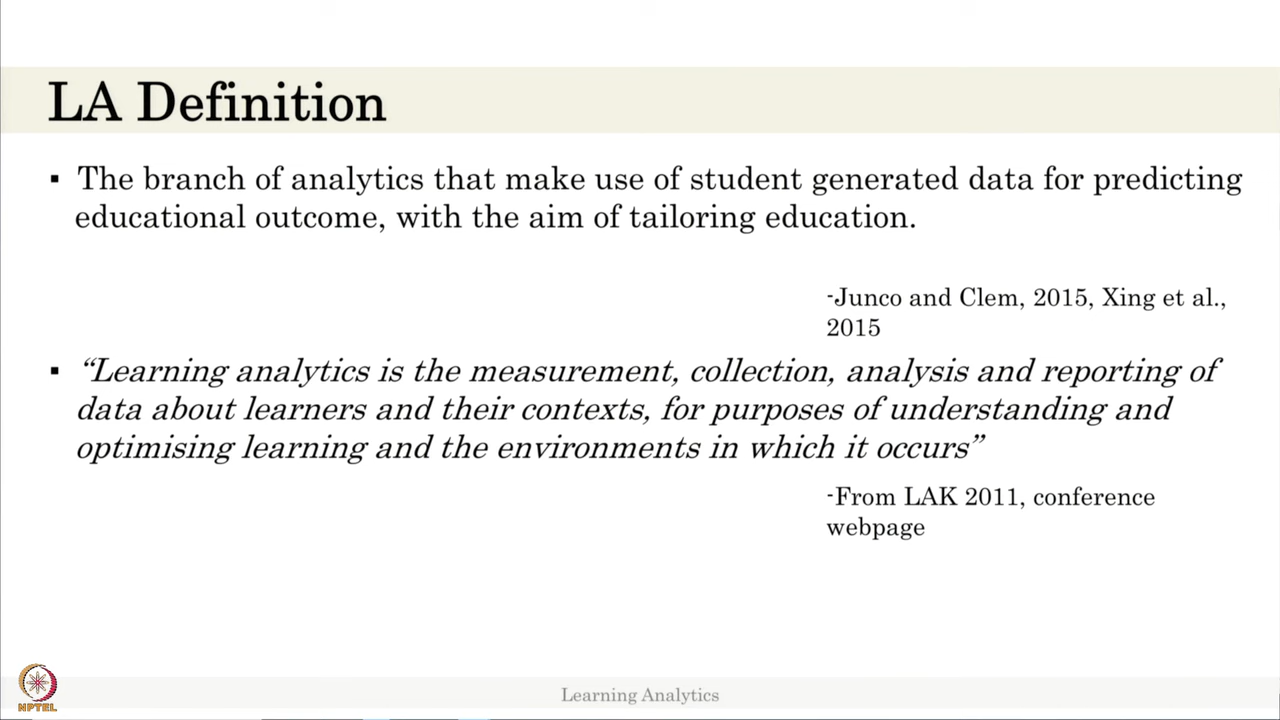 LA Definition
▪ The branch of analytics that make use of student generated data for predicting
educational outcome, with the aim of tailoring education.
-Junco and Clem, 2015, Xing et al.,
2015
▪ “Learning analytics is the measurement, collection, analysis and reporting of
data about learners and their contexts, for purposes of understanding and
optimising learning and the environments in which it occurs”
-From LAK 2011, conference
webpage
NPTEL
Learning Analytics